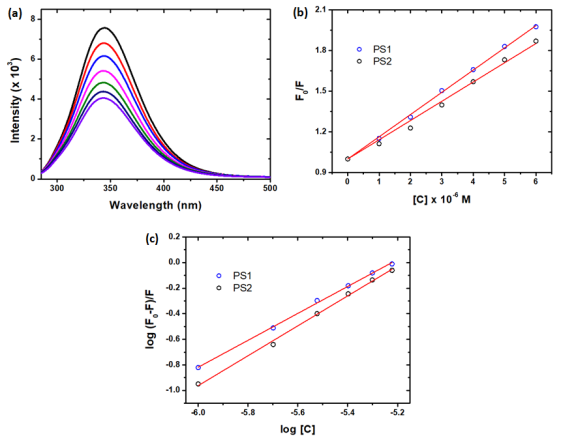 (a)
8
6
4
2
0
300
350
400
450
500
Intensity (x 10³)
Wavelength (nm)
(b)
2.1
1.8
1.5
1.2
0.9
0
1
2
3
4
5
6
F₀/F
PS1
PS2
[C] x 10⁻⁶ M
(c)
0.0
-0.2
-0.4
-0.6
-0.8
-1.0
-6.0
-5.8
-5.6
-5.4
-5.2
log (F₀-F)/F
PS1
PS2
log [C]